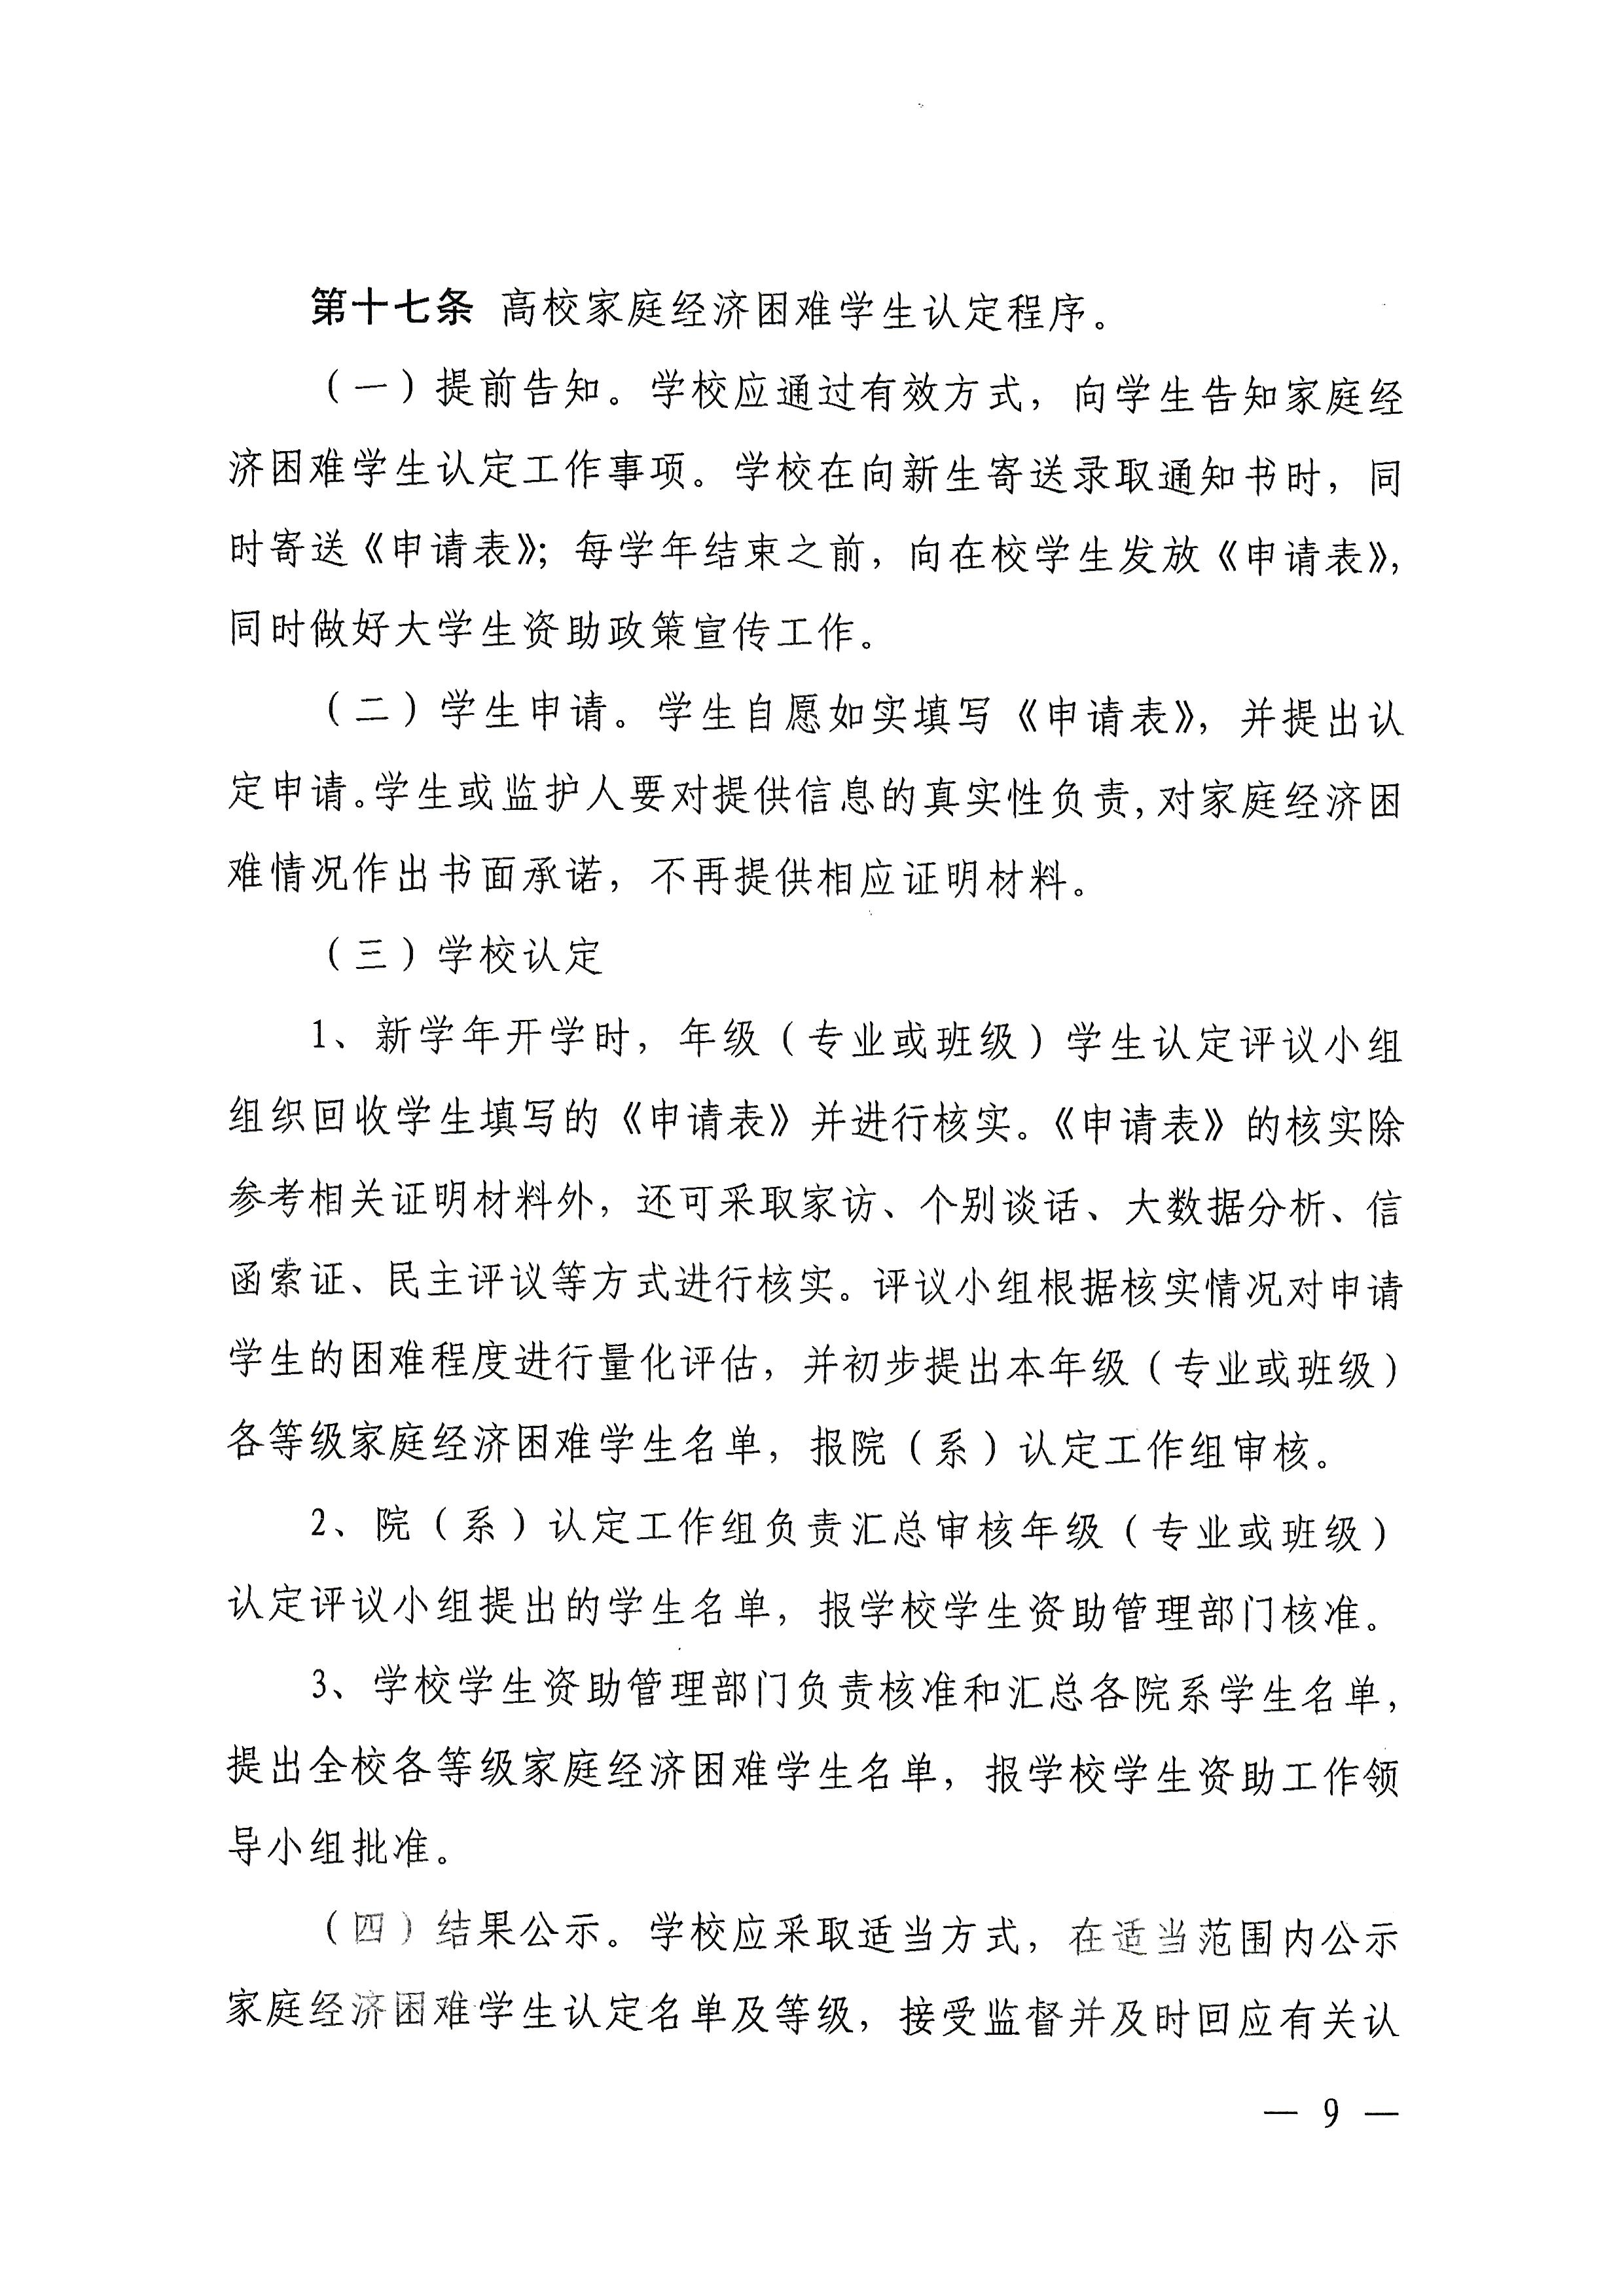 第十七条 高校家庭经济困难学生认定程序。
（一）提前告知。学校应通过有效方式，向学生告知家庭经
济困难学生认定工作事项。学校在向新生寄送录取通知书时，同
时寄送《申请表》；每学年结束之前，向在校学生发放《申请表》，
同时做好大学生资助政策宣传工作。
（二）学生申请。学生自愿如实填写《申请表》，并提出认
定申请。学生或监护人要对提供信息的真实性负责，对家庭经济困
难情况作出书面承诺，不再提供相应证明材料。
（三）学校认定
1、新学年开学时，年级（专业或班级）学生认定评议小组
组织回收学生填写的《申请表》并进行核实。《申请表》的核实除
参考相关证明材料外，还可采取家访、个别谈话、大数据分析、信
函索证、民主评议等方式进行核实。评议小组根据核实情况对申请
学生的困难程度进行量化评估，并初步提出本年级（专业或班级）
各等级家庭经济困难学生名单，报院（系）认定工作组审核。
2、院（系）认定工作组负责汇总审核年级（专业或班级）
认定评议小组提出的学生名单，报学校学生资助管理部门核准。
3、学校学生资助管理部门负责核准和汇总各院系学生名单，
提出全校各等级家庭经济困难学生名单，报学校学生资助工作领
导小组批准。
（四）结果公示。学校应采取适当方式，在适当范围内公示
家庭经济困难学生认定名单及等级，接受监督并及时回应有关认
— 9 —